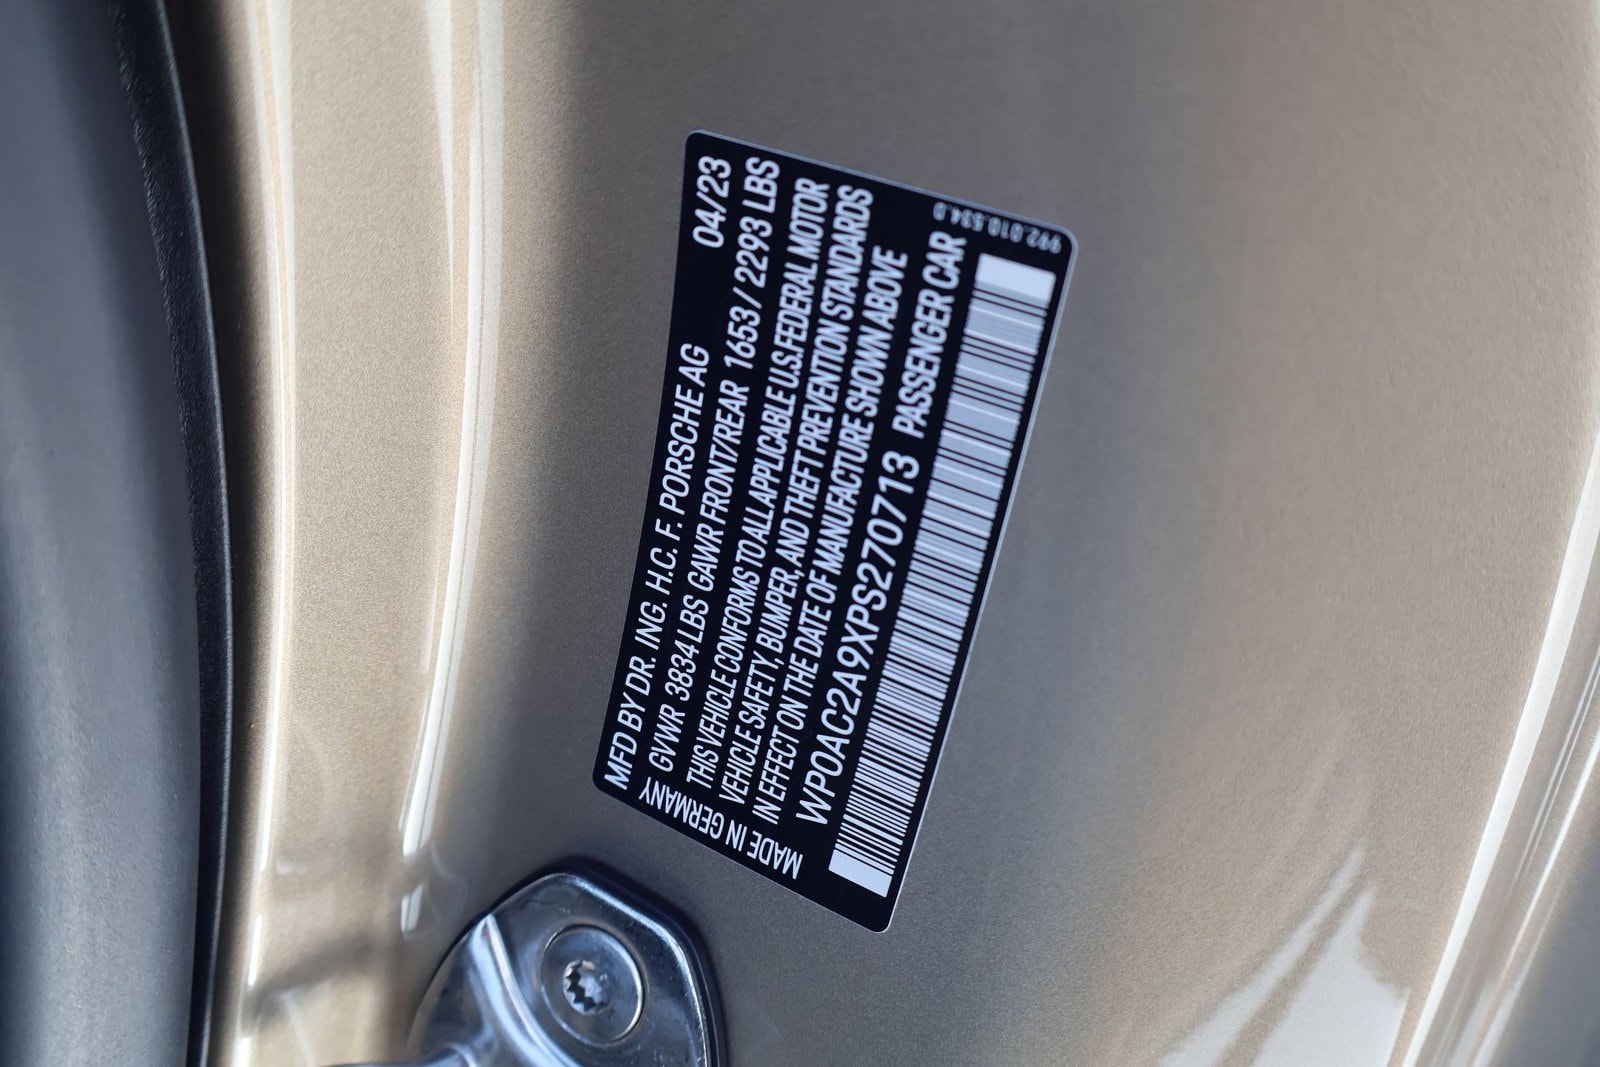 MFD BY DR. ING. H.C. F. PORSCHE AG 04/23
GVWR 3834 LBS GAWR FRONT/REAR 1653/2293 LBS
THIS VEHICLE CONFORMS TO ALL APPLICABLE U.S.FEDERAL MOTOR
VEHICLE SAFETY, BUMPER, AND THEFT PREVENTION STANDARDS
IN EFFECT ON THE DATE OF MANUFACTURE SHOWN ABOVE
WP0AC2A9XPS270713 PASSENGER CAR
MADE IN GERMANY
992.010.534.D